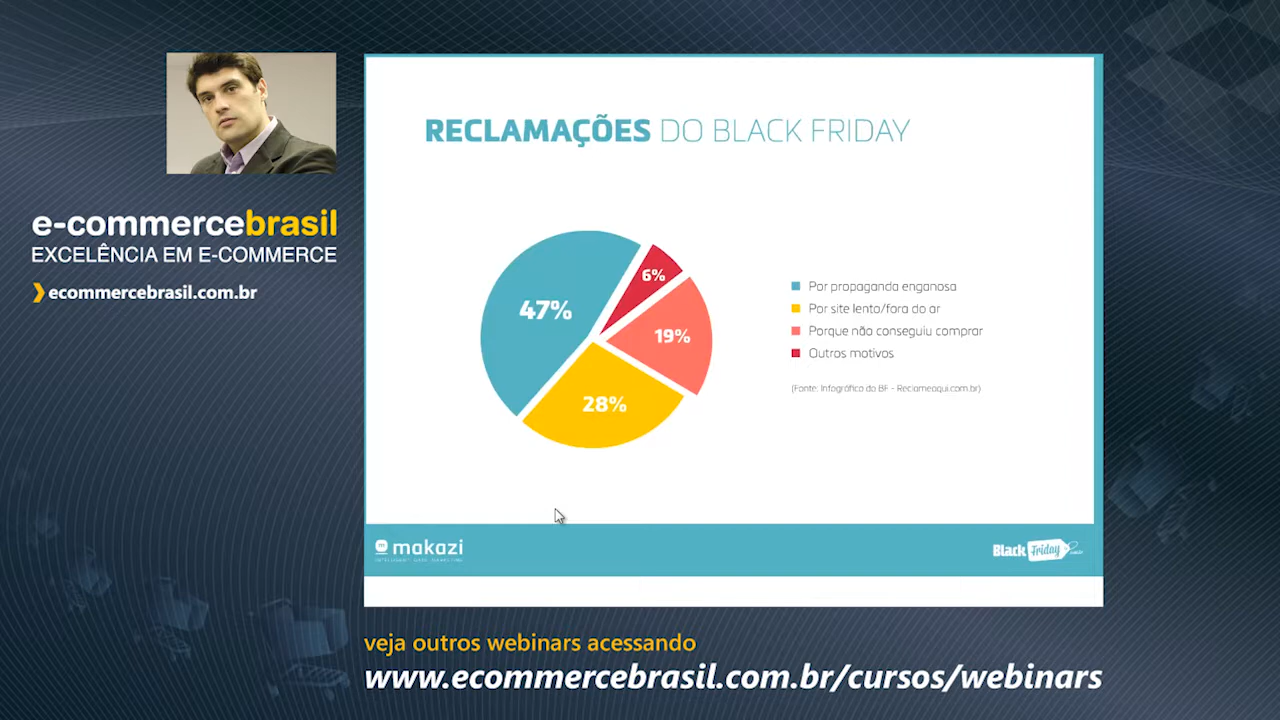 e-commercebrasil
EXCELÊNCIA EM E-COMMERCE
ecommercebrasil.com.br
RECLAMAÇÕES DO BLACK FRIDAY
47%
6%
19%
28%
Por propaganda enganosa
Por site lento/fora do ar
Porque não conseguiu comprar
Outros motivos
(Fonte: Infográfico do BF - Reclameaqui.com.br)
makazi
Black Friday
veja outros webinars acessando
www.ecommercebrasil.com.br/cursos/webinars